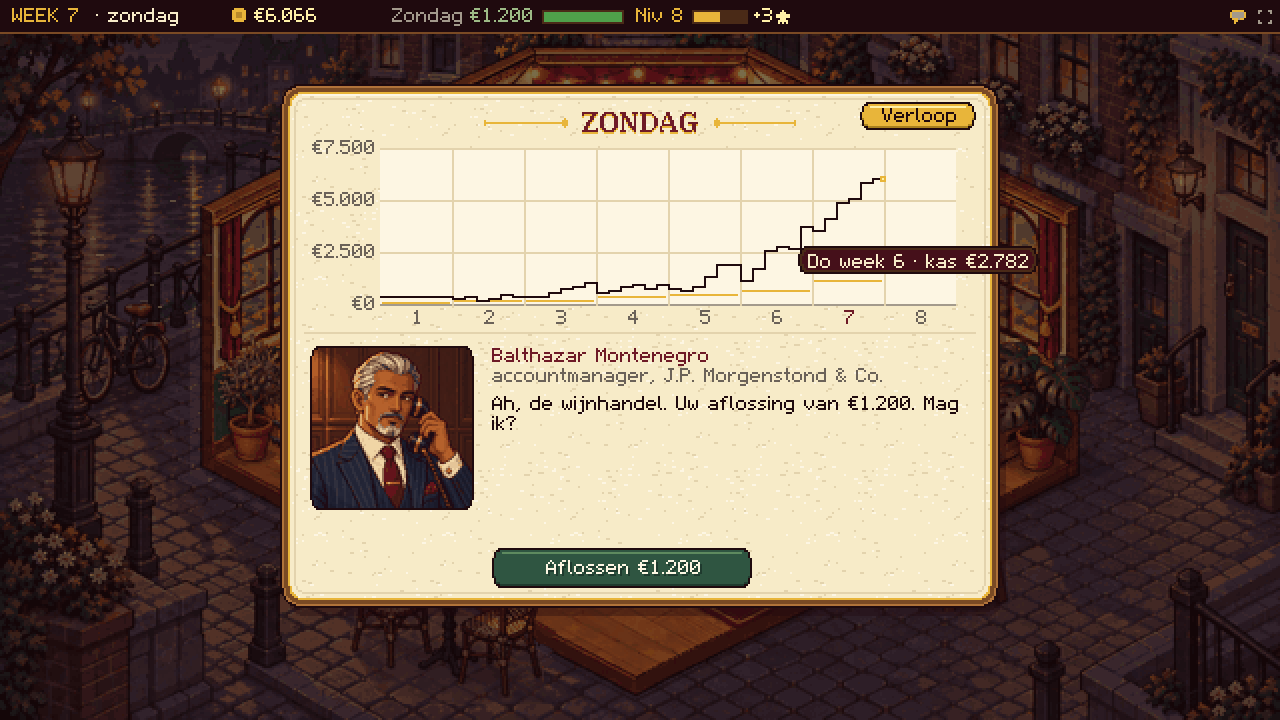 WEEK 7 · zondag €6.066 Zondag €1.200 Niv 8 +3
ZONDAG
Verloop
€7.500
€5.000
€2.500
€0
Do week 6 · kas €2.782
1 2 3 4 5 6 7 8
Balthazar Montenegro
accountmanager, J.P. Morgenstond & Co.
Ah, de wijnhandel. Uw aflossing van €1.200. Mag
ik?
Aflossen €1.200